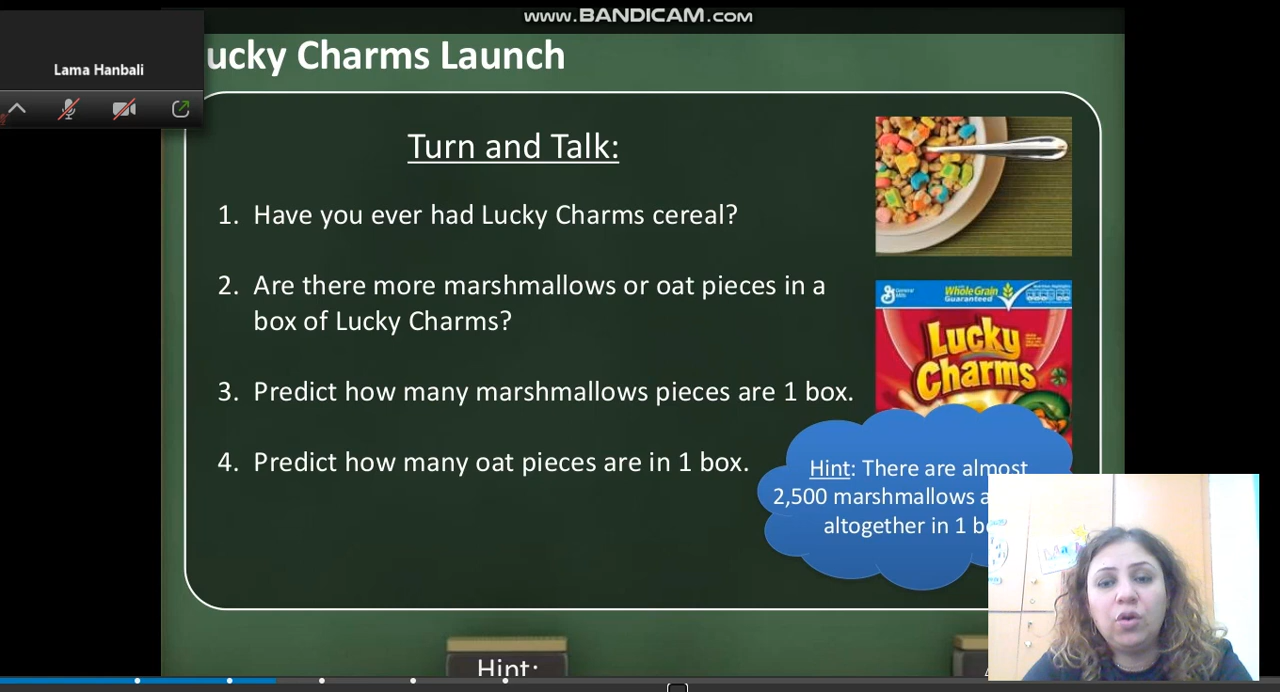 www.BANDICAM.com
Lama Hanbali
ucky Charms Launch
Turn and Talk:
1. Have you ever had Lucky Charms cereal?
2. Are there more marshmallows or oat pieces in a
box of Lucky Charms?
3. Predict how many marshmallows pieces are 1 box.
4. Predict how many oat pieces are in 1 box.
General
Mills
Whole Grain
Guaranteed
Lucky
Charms
Hint: There are almost
2,500 marshmallows a
altogether in 1 b
Hint: